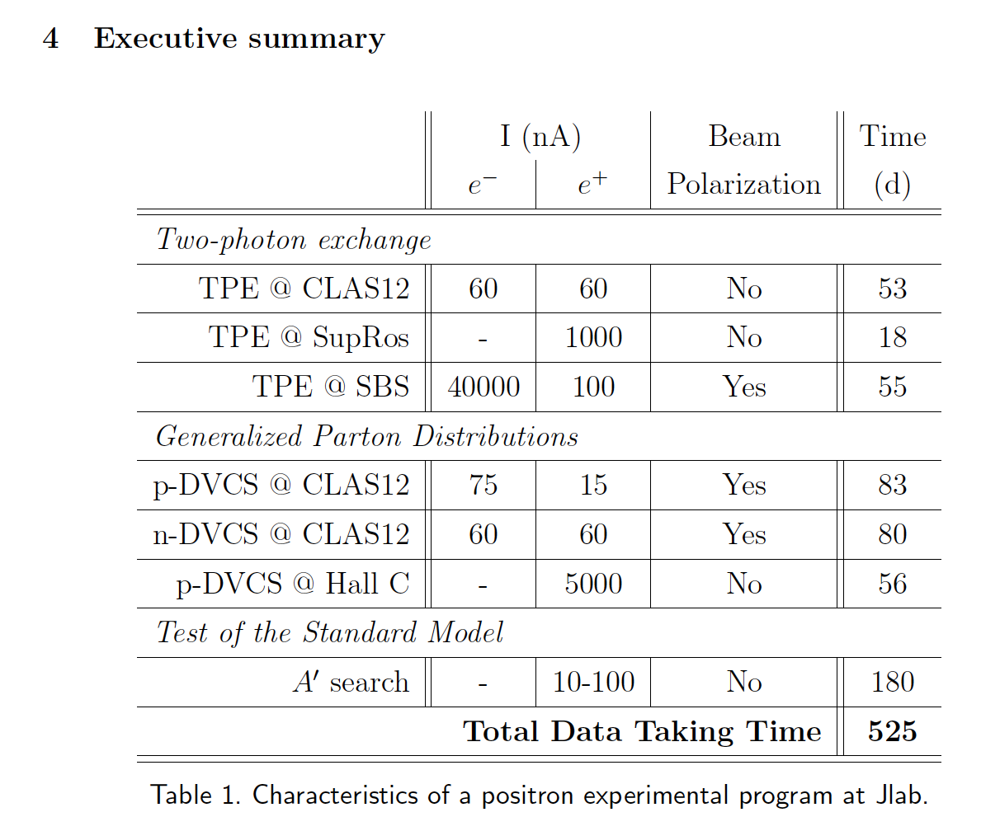 4 Executive summary
I (nA) Beam Time
e⁻ e⁺ Polarization (d)
Two-photon exchange
TPE @ CLAS12 60 60 No 53
TPE @ SupRos - 1000 No 18
TPE @ SBS 40000 100 Yes 55
Generalized Parton Distributions
p-DVCS @ CLAS12 75 15 Yes 83
n-DVCS @ CLAS12 60 60 Yes 80
p-DVCS @ Hall C - 5000 No 56
Test of the Standard Model
A′ search - 10-100 No 180
Total Data Taking Time 525
Table 1. Characteristics of a positron experimental program at Jlab.